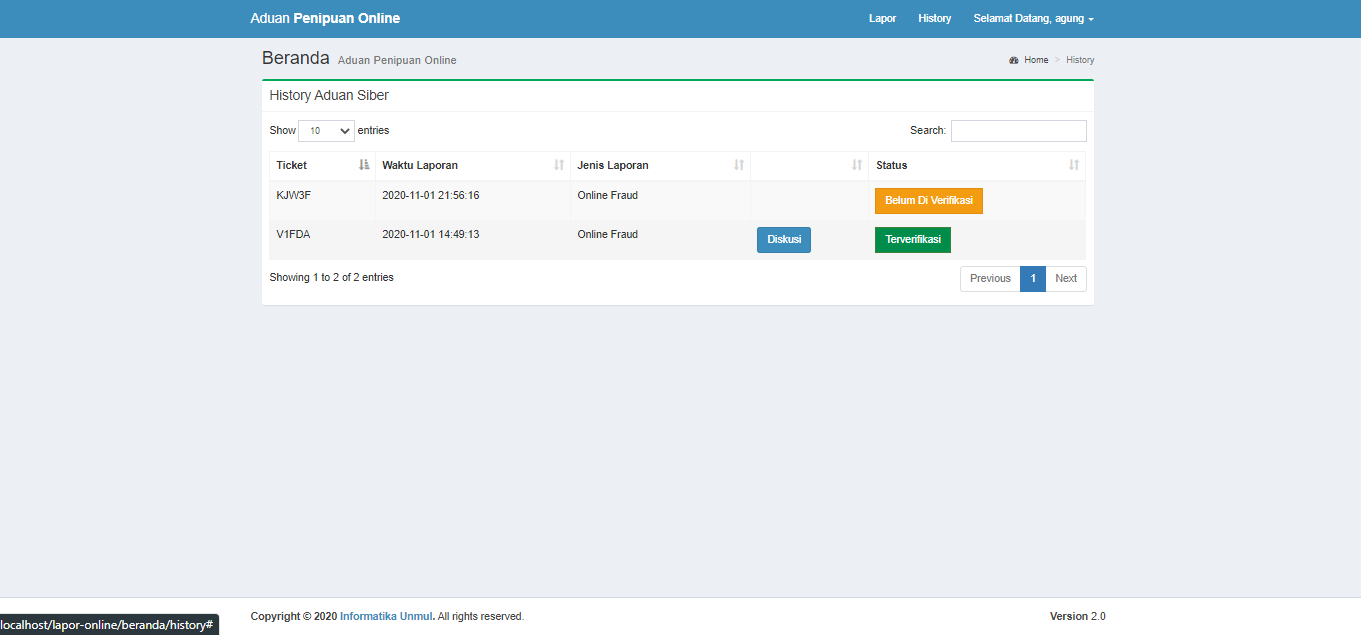 Aduan Penipuan Online Lapor History Selamat Datang, agung
Beranda Aduan Penipuan Online Home > History
History Aduan Siber
Show 10 entries Search:
Ticket Waktu Laporan Jenis Laporan Status
KJW3F 2020-11-01 21:56:16 Online Fraud Belum Di Verifikasi
V1FDA 2020-11-01 14:49:13 Online Fraud Diskusi Terverifikasi
Showing 1 to 2 of 2 entries Previous 1 Next
Copyright © 2020 Informatika Unmul. All rights reserved. Version 2.0
localhost/lapor-online/beranda/history#